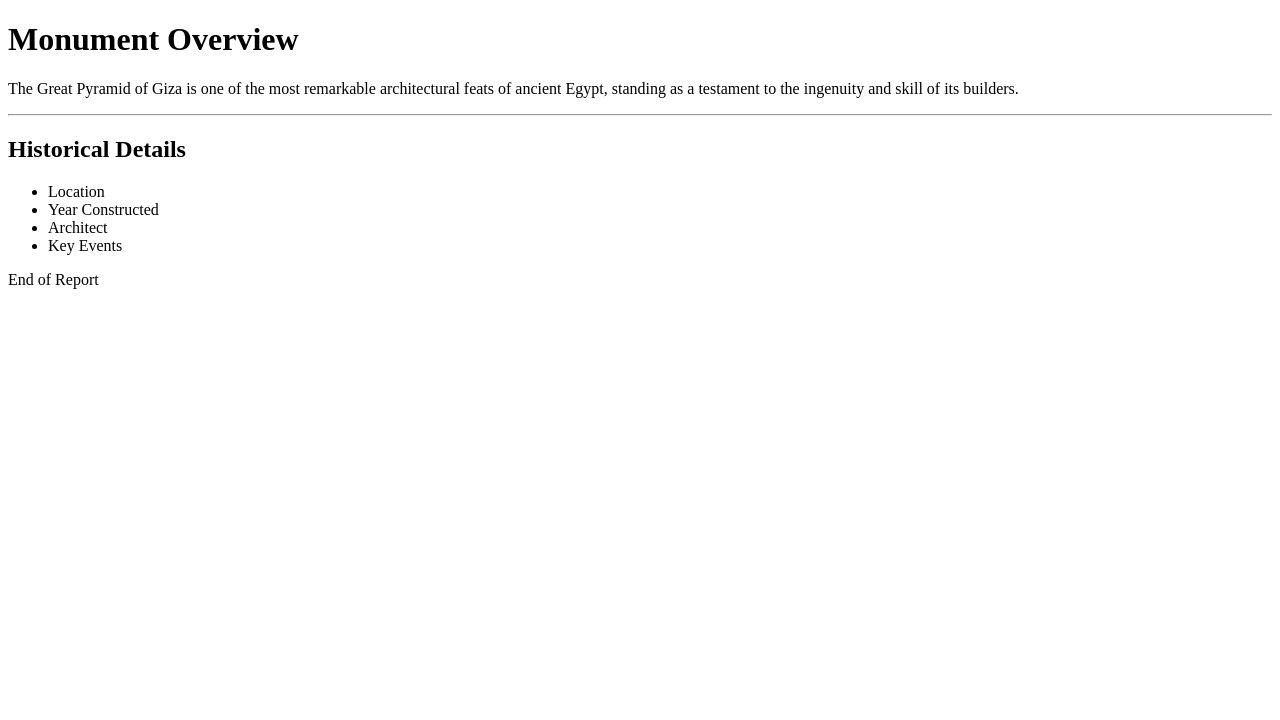 Monument Overview
The Great Pyramid of Giza is one of the most remarkable architectural feats of ancient Egypt, standing as a testament to the ingenuity and skill of its builders.
Historical Details
Location
Year Constructed
Architect
Key Events
End of Report